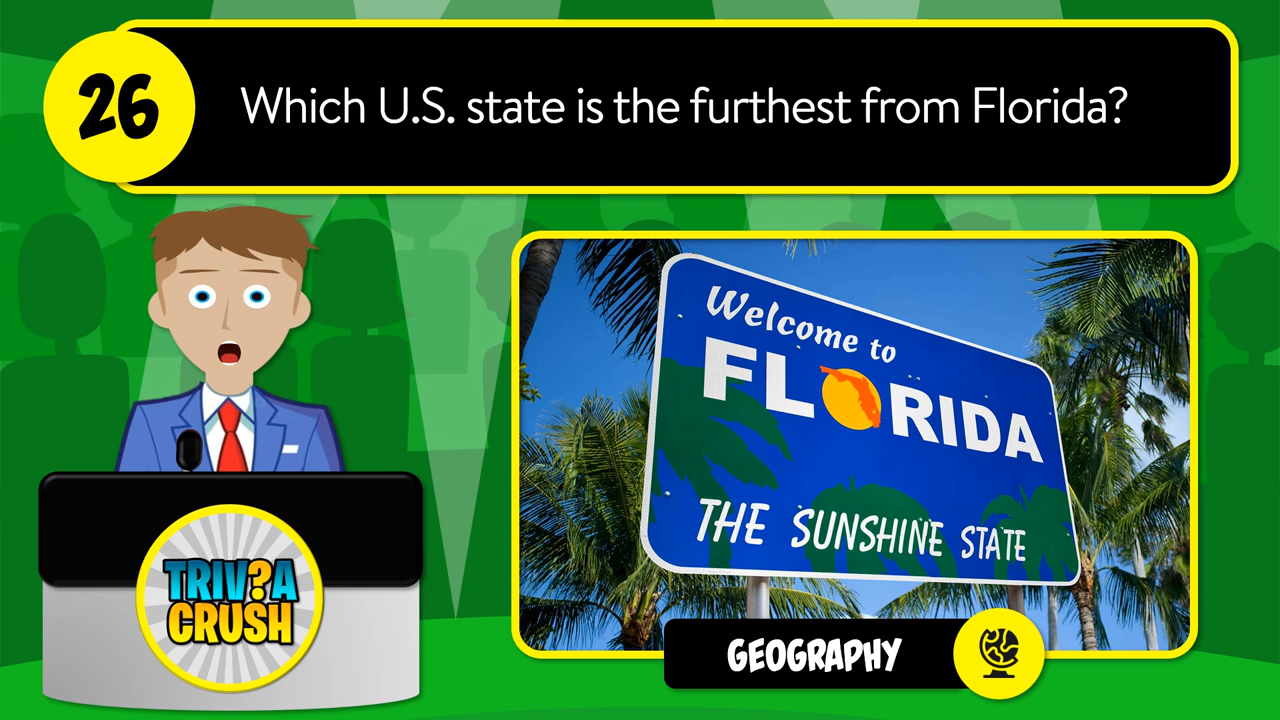 26
Which U.S. state is the furthest from Florida?
Welcome to
FLORIDA
THE SUNSHINE STATE
TRIV?A
CRUSH
GEOGRAPHY